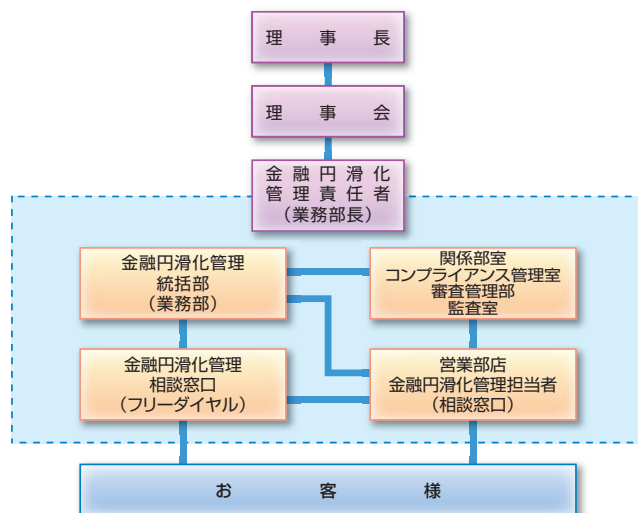 理事長
理事会
金融円滑化
管理責任者
(業務部長)
金融円滑化管理
統括部
(業務部)
関係部室
コンプライアンス管理室
審査管理部
監査室
金融円滑化管理
相談窓口
(フリーダイヤル)
営業部店
金融円滑化管理担当者
(相談窓口)
お客様